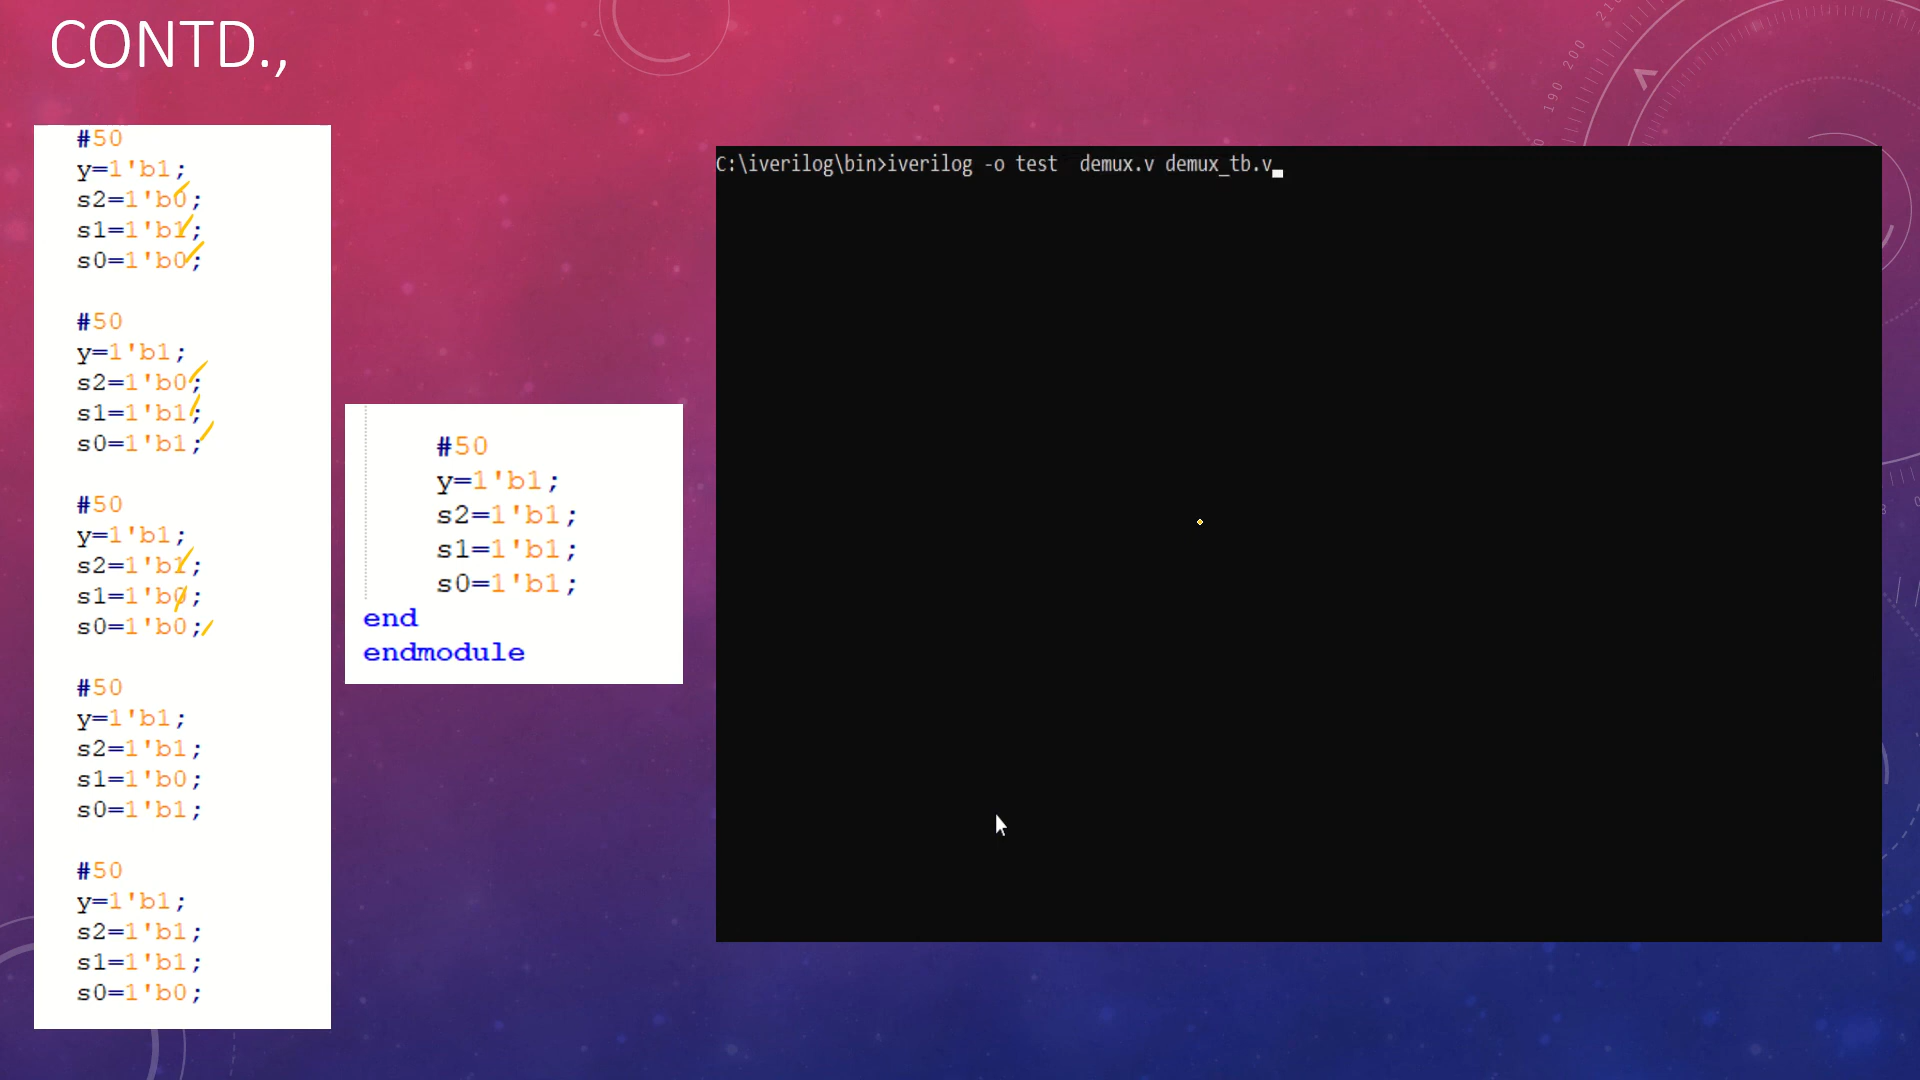 CONTD.,
#50
y=1'b1;
s2=1'b0;
s1=1'b1;
s0=1'b0;
#50
y=1'b1;
s2=1'b0;
s1=1'b1;
s0=1'b1;
#50
y=1'b1;
s2=1'b1;
s1=1'b0;
s0=1'b0;
#50
y=1'b1;
s2=1'b1;
s1=1'b0;
s0=1'b1;
#50
y=1'b1;
s2=1'b1;
s1=1'b1;
s0=1'b0;
#50
y=1'b1;
s2=1'b1;
s1=1'b1;
s0=1'b1;
end
endmodule
C:\iverilog\bin>iverilog -o test  demux.v demux_tb.v
190 200